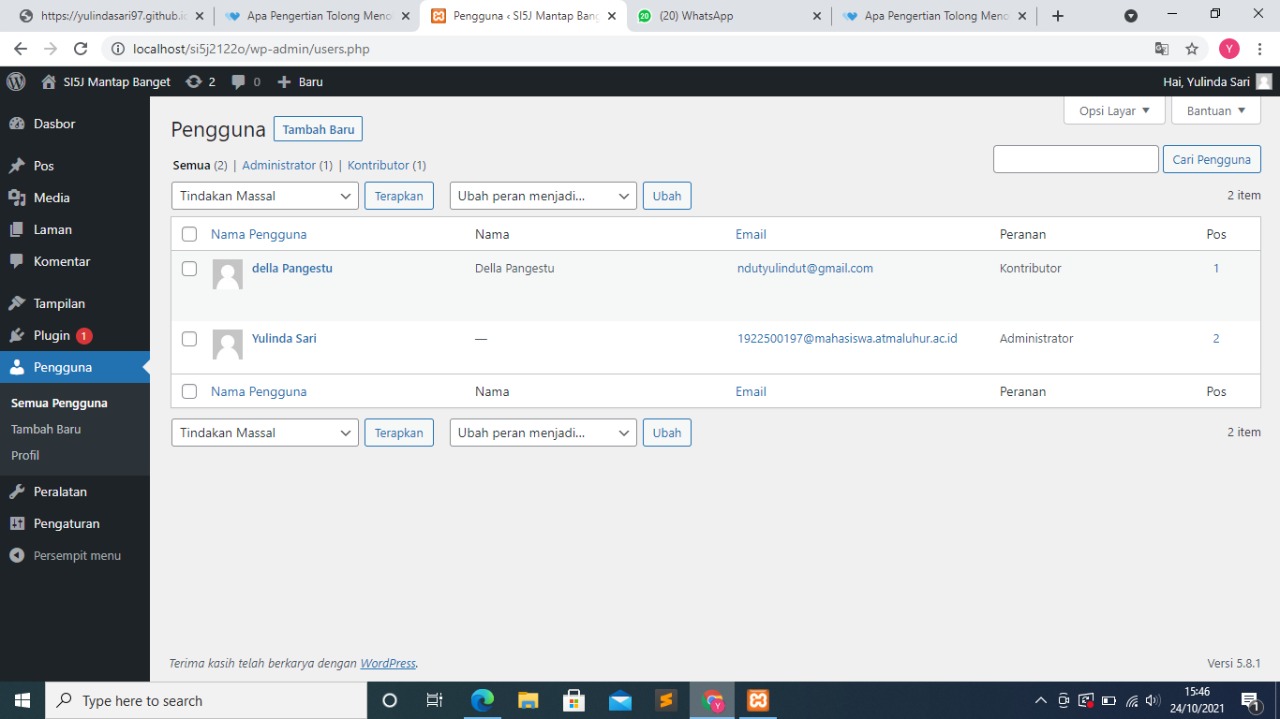 https://yulindasari97.github.io
Apa Pengertian Tolong Menol
Pengguna ‹ SI5J Mantap Bang
(20) WhatsApp
Apa Pengertian Tolong Menol
localhost/si5j2122o/wp-admin/users.php
Y
SI5J Mantap Banget 2 0 Baru
Hai, Yulinda Sari
Dasbor
Pos
Media
Laman
Komentar
Tampilan
Plugin 1
Pengguna
Semua Pengguna
Tambah Baru
Profil
Peralatan
Pengaturan
Persempit menu
Opsi Layar
Bantuan
Pengguna Tambah Baru
Semua (2) | Administrator (1) | Kontributor (1)
Cari Pengguna
Tindakan Massal Terapkan Ubah peran menjadi... Ubah
2 item
Nama Pengguna Nama Email Peranan Pos
della Pangestu Della Pangestu ndutyulindut@gmail.com Kontributor 1
Yulinda Sari — 1922500197@mahasiswa.atmaluhur.ac.id Administrator 2
Nama Pengguna Nama Email Peranan Pos
Tindakan Massal Terapkan Ubah peran menjadi... Ubah
2 item
Terima kasih telah berkarya dengan WordPress.
Versi 5.8.1
Type here to search
15:46
24/10/2021
1